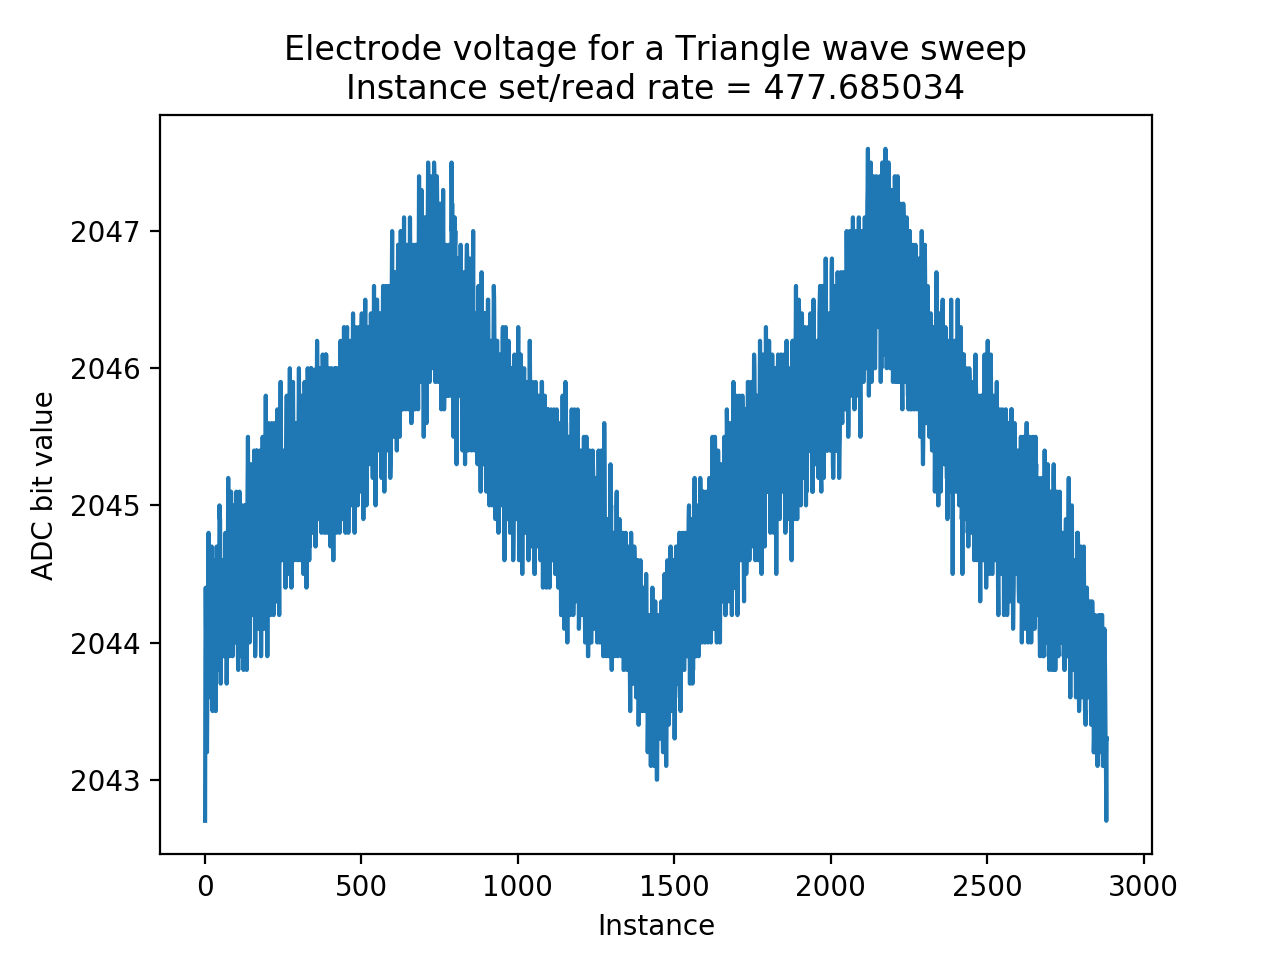 Electrode voltage for a Triangle wave sweep
Instance set/read rate = 477.685034
ADC bit value
2047
2046
2045
2044
2043
0 500 1000 1500 2000 2500 3000
Instance